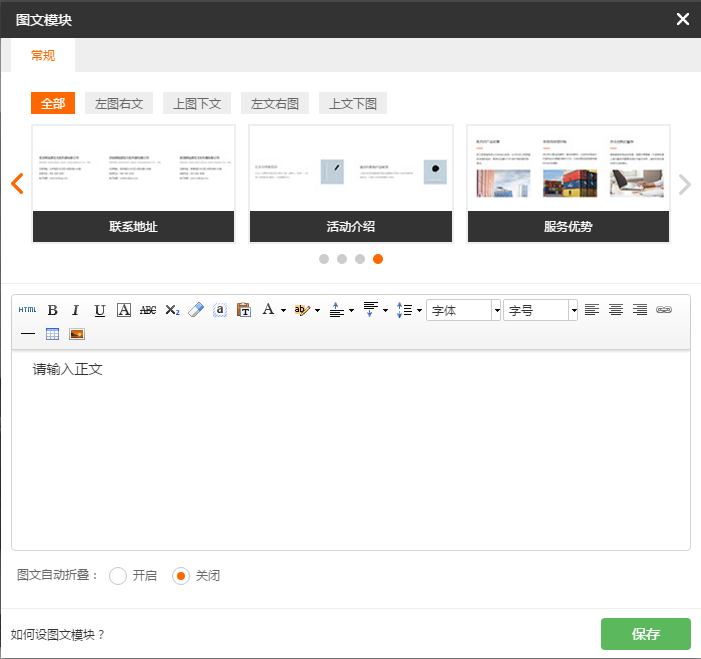 图文模块
常规
全部 左图右文 上图下文 左文右图 上文下图
联系地址 活动介绍 服务优势
HTML B I U A ABC X₂ a T A ab 字体 字号
请输入正文
图文自动折叠： 开启 关闭
如何设图文模块？ 保存